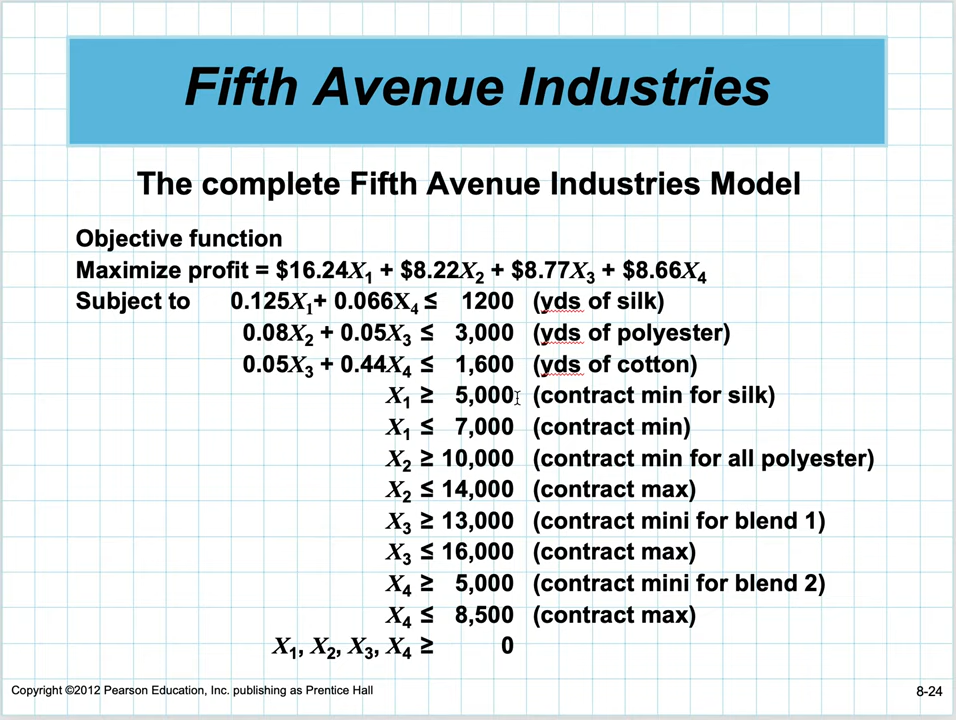 Fifth Avenue Industries
The complete Fifth Avenue Industries Model
Objective function
Maximize profit = $16.24X₁ + $8.22X₂ + $8.77X₃ + $8.66X₄
Subject to 0.125X₁+ 0.066X₄ ≤ 1200 (yds of silk)
0.08X₂ + 0.05X₃ ≤ 3,000 (yds of polyester)
0.05X₃ + 0.44X₄ ≤ 1,600 (yds of cotton)
X₁ ≥ 5,000 (contract min for silk)
X₁ ≤ 7,000 (contract min)
X₂ ≥ 10,000 (contract min for all polyester)
X₂ ≤ 14,000 (contract max)
X₃ ≥ 13,000 (contract mini for blend 1)
X₃ ≤ 16,000 (contract max)
X₄ ≥ 5,000 (contract mini for blend 2)
X₄ ≤ 8,500 (contract max)
X₁, X₂, X₃, X₄ ≥ 0
Copyright ©2012 Pearson Education, Inc. publishing as Prentice Hall
8-24